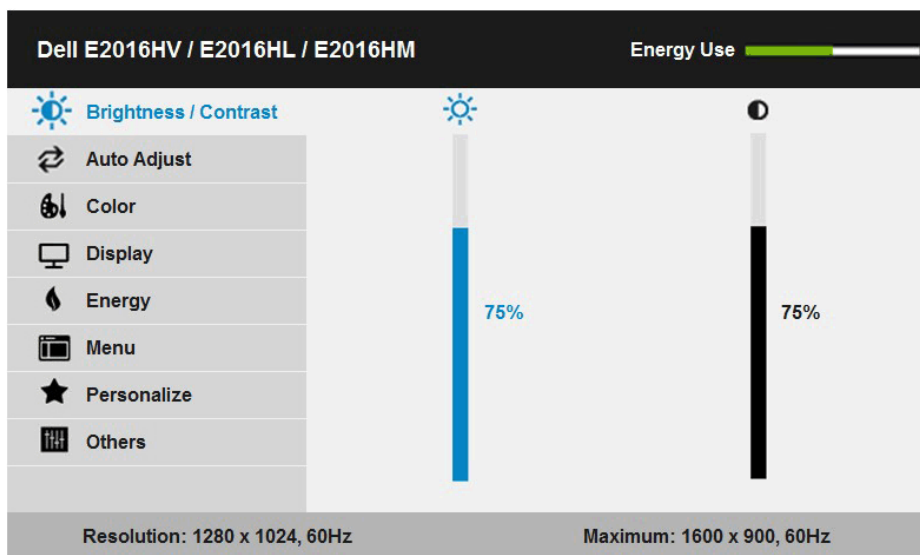 Dell E2016HV / E2016HL / E2016HM
Energy Use
Brightness / Contrast
Auto Adjust
Color
Display
Energy
Menu
Personalize
Others
75%
75%
Resolution: 1280 x 1024, 60Hz
Maximum: 1600 x 900, 60Hz